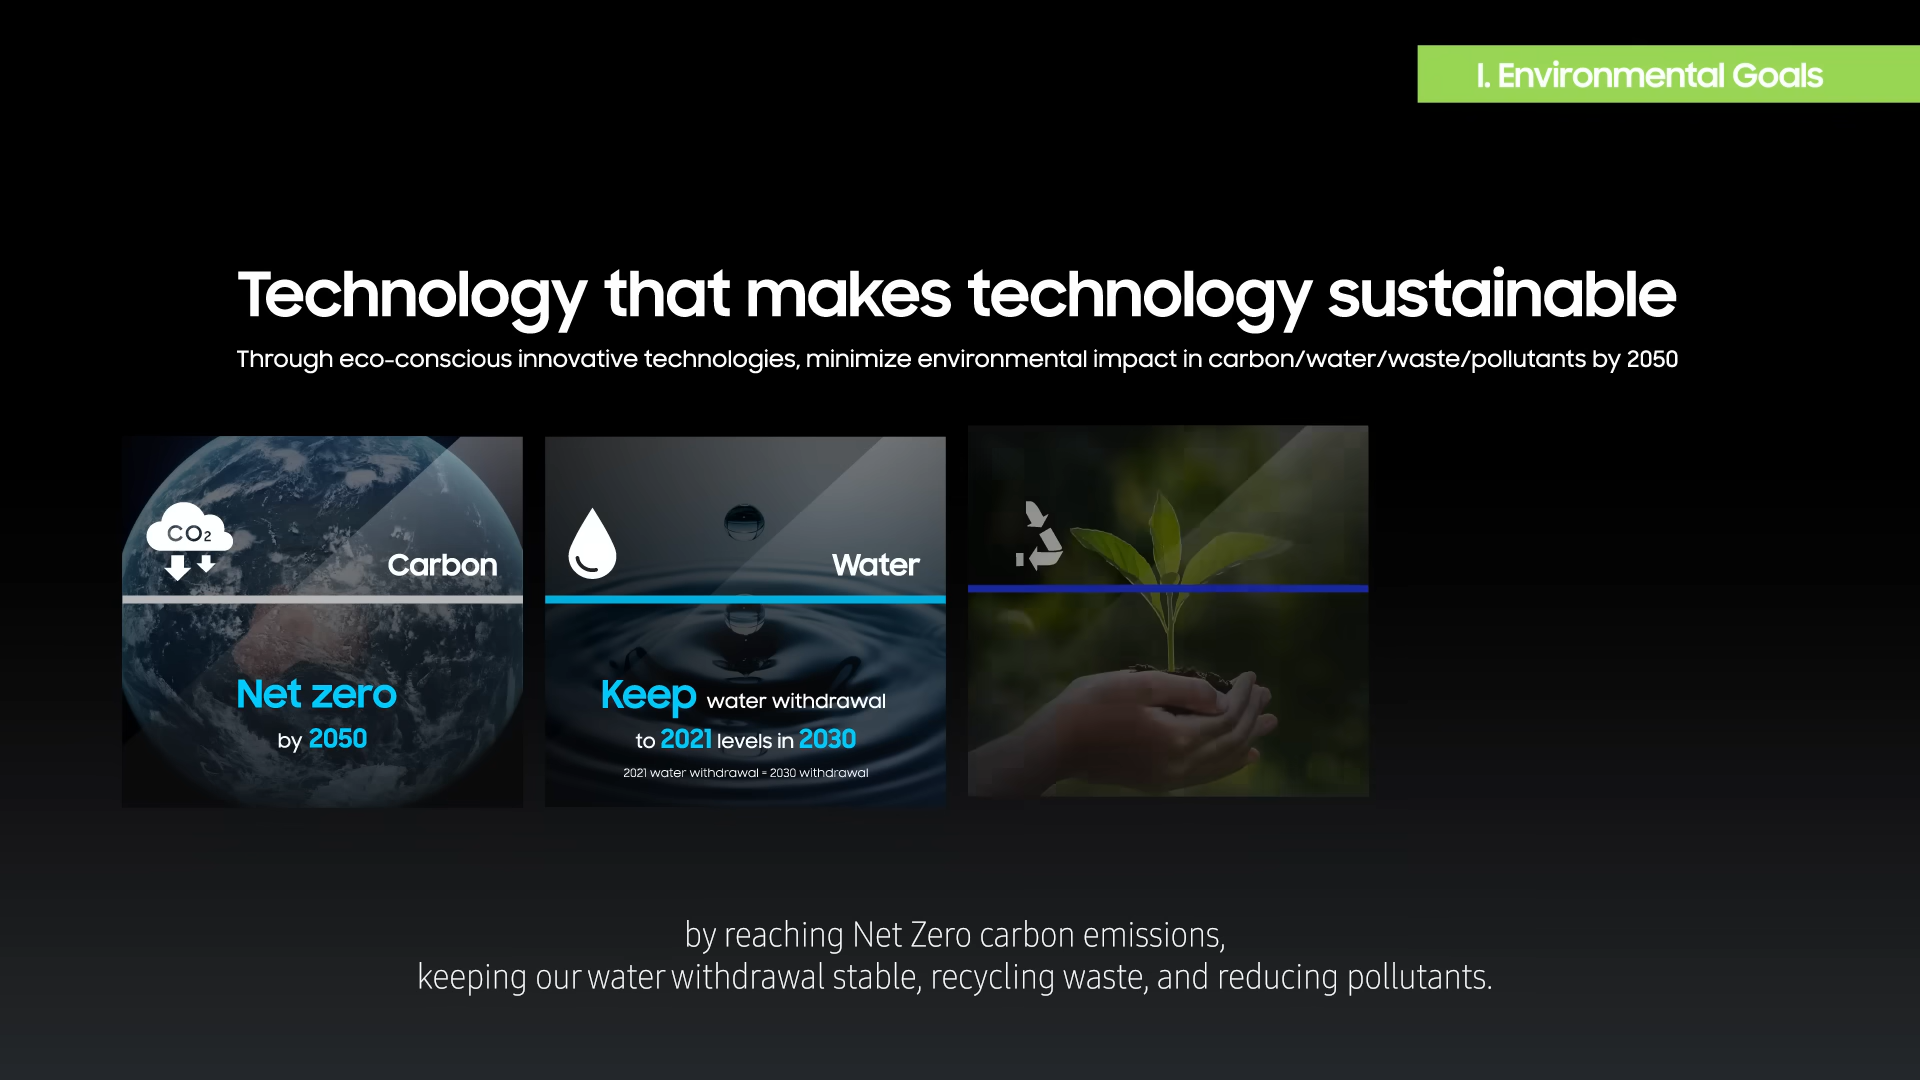 I. Environmental Goals
Technology that makes technology sustainable
Through eco-conscious innovative technologies, minimize environmental impact in carbon/water/waste/pollutants by 2050
CO2
Carbon
Net zero
by 2050
Water
Keep water withdrawal
to 2021 levels in 2030
2021 water withdrawal = 2030 withdrawal
by reaching Net Zero carbon emissions,
keeping our water withdrawal stable, recycling waste, and reducing pollutants.